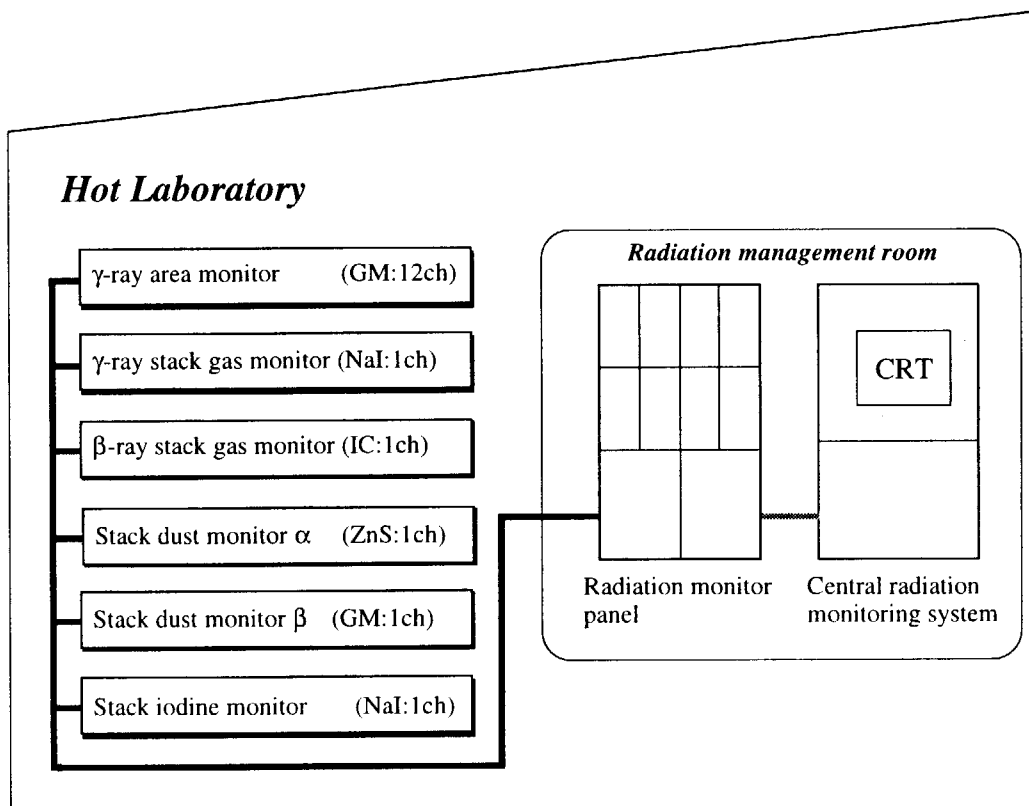 Hot Laboratory
γ-ray area monitor (GM:12ch)
γ-ray stack gas monitor (NaI:1ch)
β-ray stack gas monitor (IC:1ch)
Stack dust monitor α (ZnS:1ch)
Stack dust monitor β (GM:1ch)
Stack iodine monitor (NaI:1ch)
Radiation management room
CRT
Radiation monitor
panel
Central radiation
monitoring system